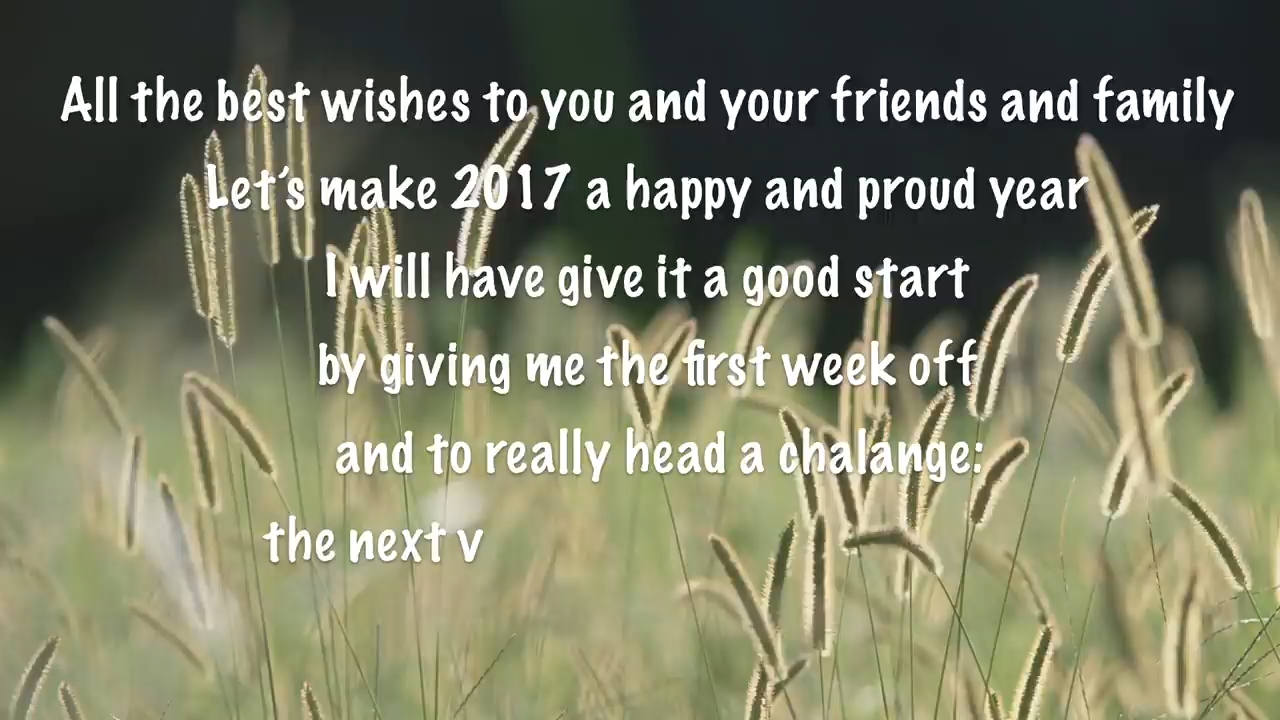 All the best wishes to you and your friends and family
Let's make 2017 a happy and proud year
I will have give it a good start
by giving me the first week off
and to really head a chalange:
the next v